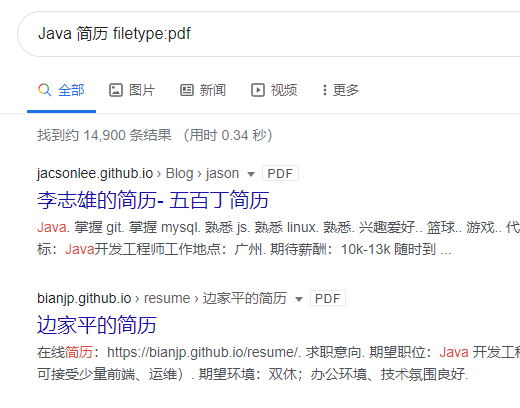 Java 简历 filetype:pdf
全部 图片 新闻 视频 更多
找到约 14,900 条结果 （用时 0.34 秒）
jacsonlee.github.io › Blog › jason PDF
李志雄的简历- 五百丁简历
Java. 掌握 git. 掌握 mysql. 熟悉 js. 熟悉 linux. 熟悉. 兴趣爱好.. 篮球.. 游戏.. 代
标：Java开发工程师工作地点：广州. 期待薪酬：10k-13k 随时到 ...
bianjp.github.io › resume › 边家平的简历 PDF
边家平的简历
在线简历：https://bianjp.github.io/resume/. 求职意向. 期望职位：Java 开发工程
可接受少量前端、运维）. 期望环境：双休；办公环境、技术氛围良好.